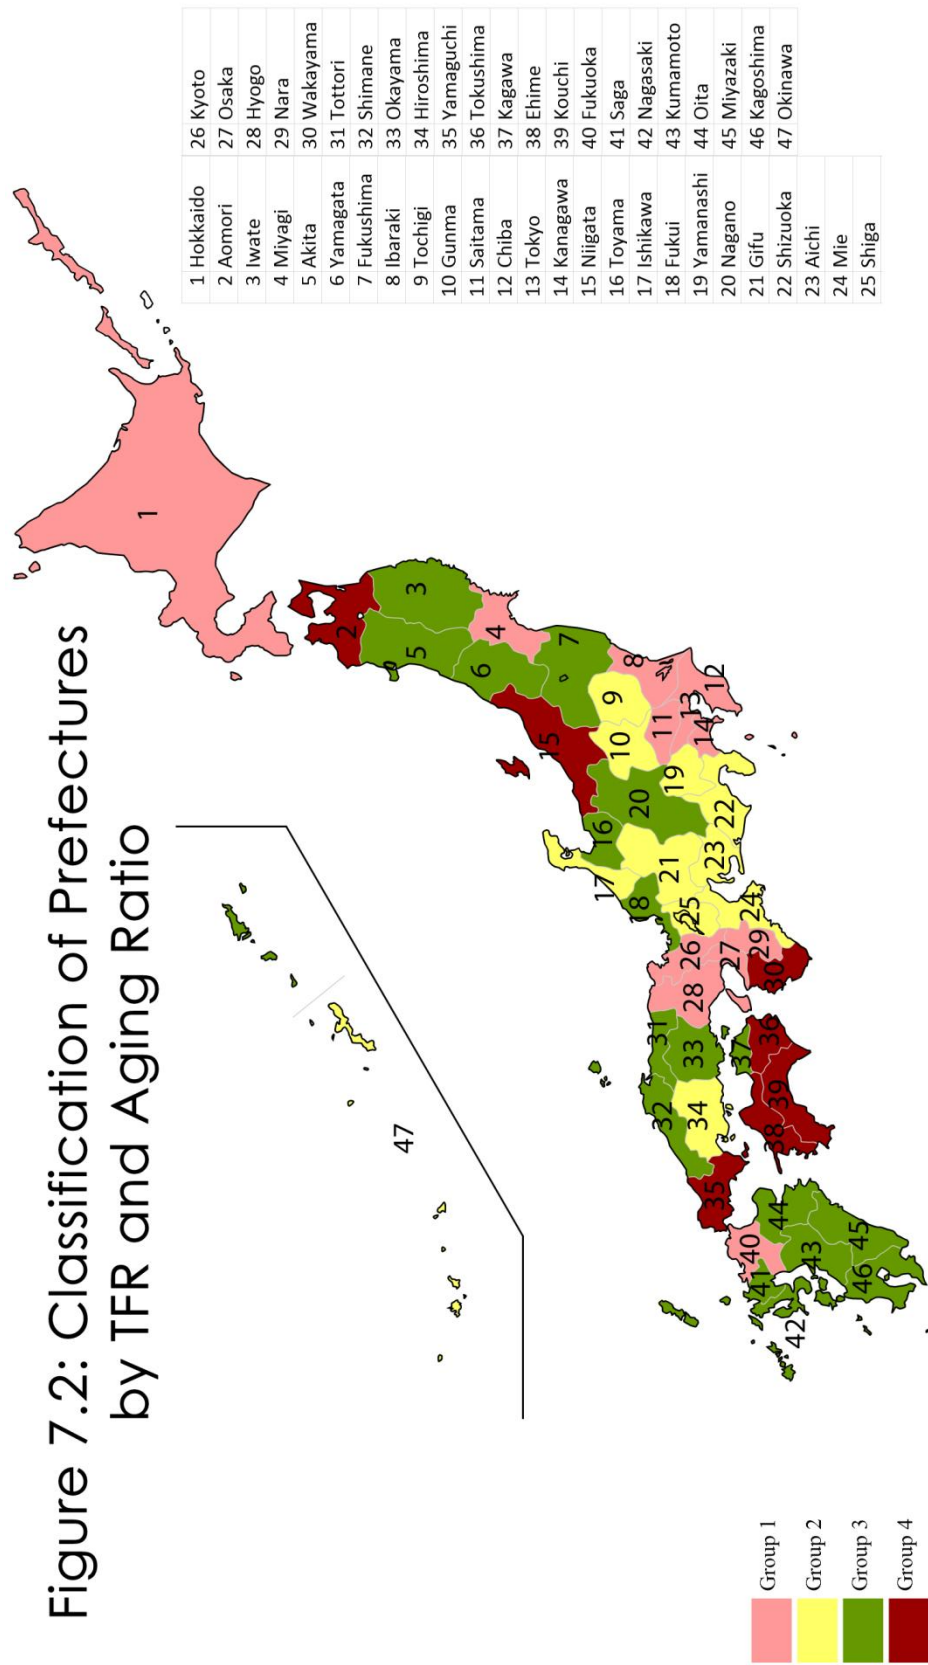 Figure 7.2: Classification of Prefectures
by TFR and Aging Ratio
1 Hokkaido 26 Kyoto
2 Aomori 27 Osaka
3 Iwate 28 Hyogo
4 Miyagi 29 Nara
5 Akita 30 Wakayama
6 Yamagata 31 Tottori
7 Fukushima 32 Shimane
8 Ibaraki 33 Okayama
9 Tochigi 34 Hiroshima
10 Gunma 35 Yamaguchi
11 Saitama 36 Tokushima
12 Chiba 37 Kagawa
13 Tokyo 38 Ehime
14 Kanagawa 39 Kouchi
15 Niigata 40 Fukuoka
16 Toyama 41 Saga
17 Ishikawa 42 Nagasaki
18 Fukui 43 Kumamoto
19 Yamanashi 44 Oita
20 Nagano 45 Miyazaki
21 Gifu 46 Kagoshima
22 Shizuoka 47 Okinawa
23 Aichi
24 Mie
25 Shiga
1
2
3
5
4
6
7
15
8
9
10
11
12
13
14
19
20
16
17
18
21
22
23
24
25
26
27
28
29
30
31
32
33
34
35
36
37
38
39
40
41
42
43
44
45
46
47
Group 1
Group 2
Group 3
Group 4